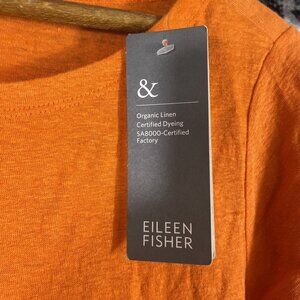 &
Organic Linen
Certified Dyeing
SA8000-Certified
Factory
EILEEN
FISHER